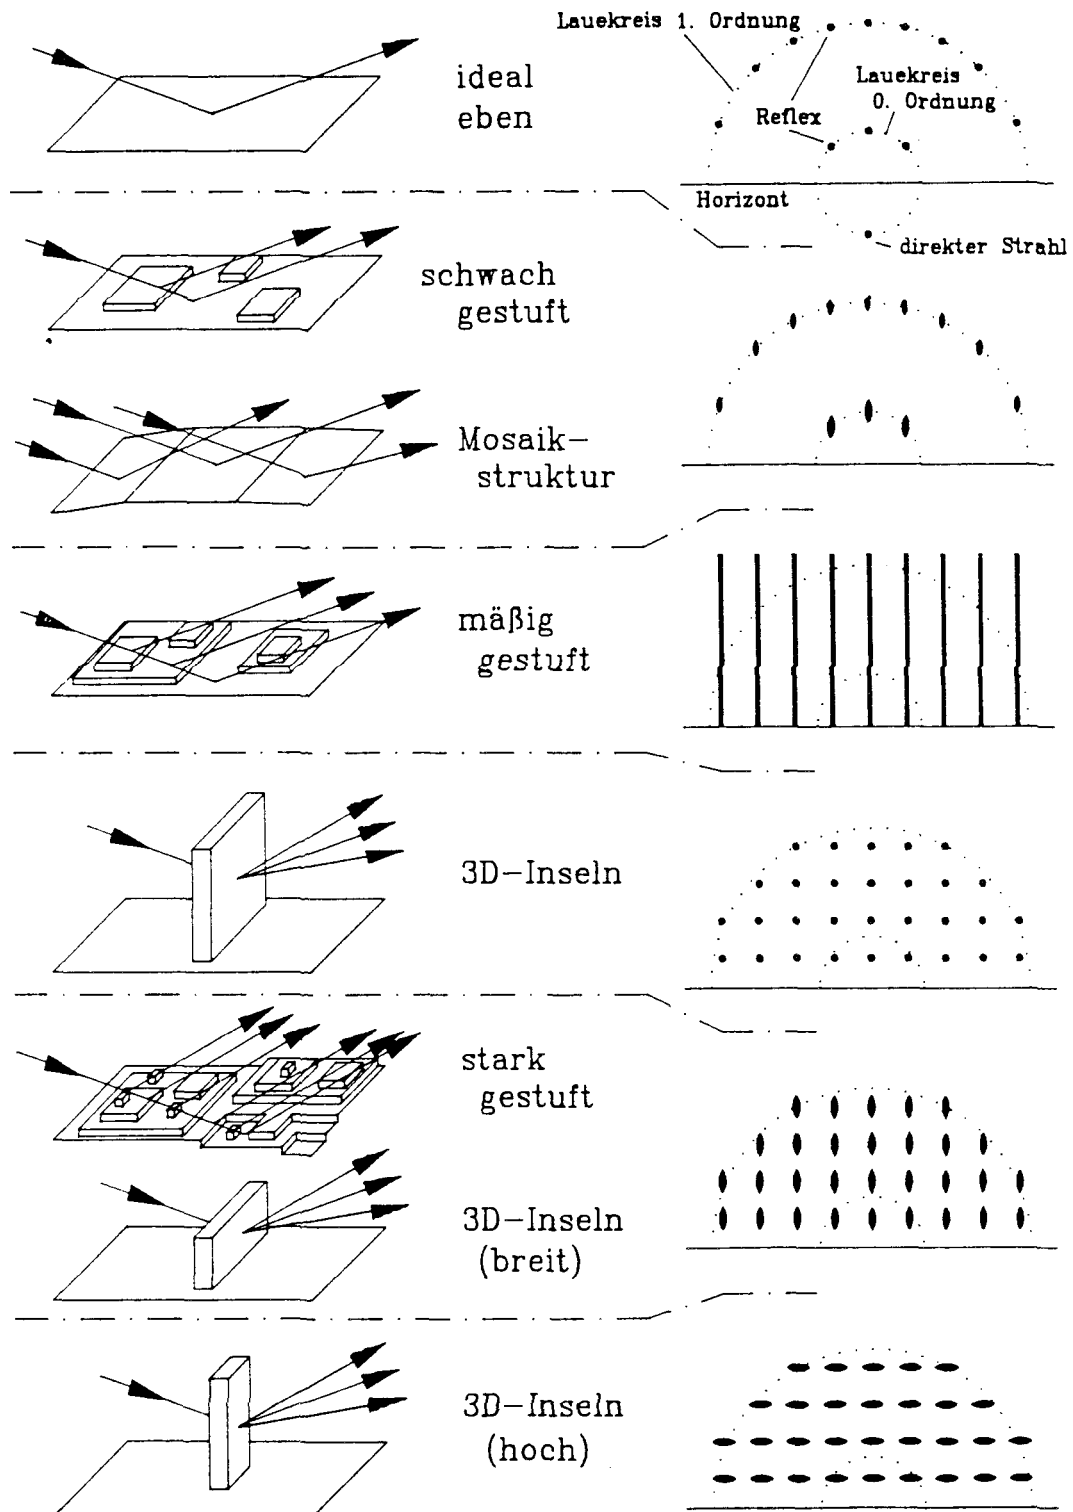 Lauekreis 1. Ordnung
ideal
eben
Lauekreis
0. Ordnung
Reflex
Horizont
direkter Strahl
schwach
gestuft
Mosaik-
struktur
mäßig
gestuft
3D-Inseln
stark
gestuft
3D-Inseln
(breit)
3D-Inseln
(hoch)